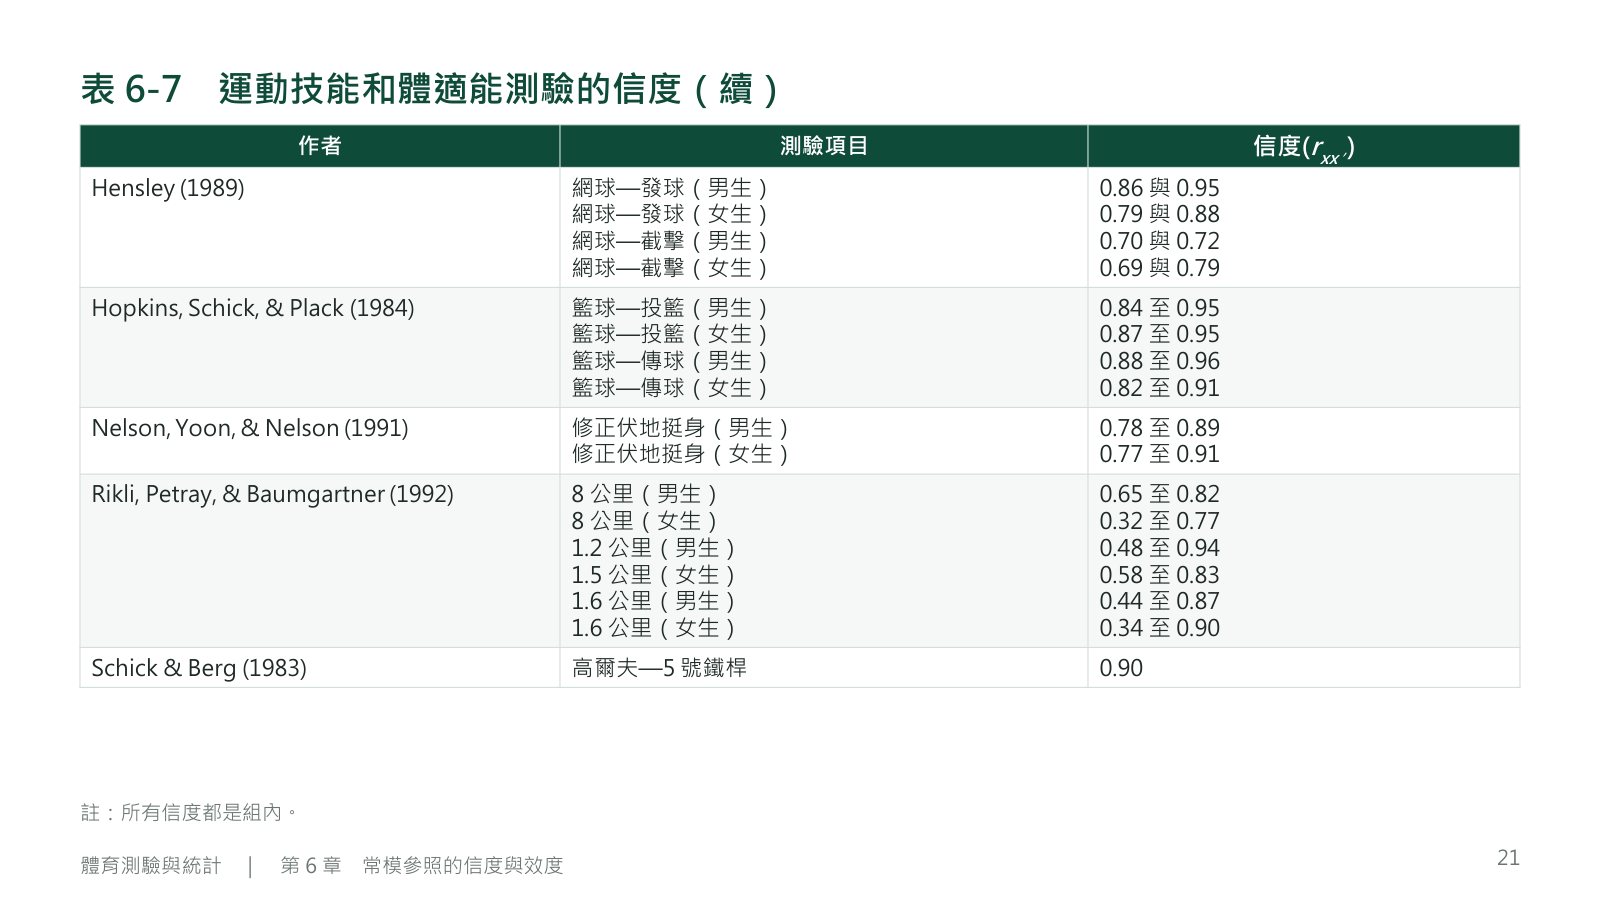 表 6-7　運動技能和體適能測驗的信度（續）
作者　測驗項目　信度(rxx′)
Hensley (1989)　網球—發球（男生）　0.86 與 0.95
網球—發球（女生）　0.79 與 0.88
網球—截擊（男生）　0.70 與 0.72
網球—截擊（女生）　0.69 與 0.79
Hopkins, Schick, & Plack (1984)　籃球—投籃（男生）　0.84 至 0.95
籃球—投籃（女生）　0.87 至 0.95
籃球—傳球（男生）　0.88 至 0.96
籃球—傳球（女生）　0.82 至 0.91
Nelson, Yoon, & Nelson (1991)　修正伏地挺身（男生）　0.78 至 0.89
修正伏地挺身（女生）　0.77 至 0.91
Rikli, Petray, & Baumgartner (1992)　8 公里（男生）　0.65 至 0.82
8 公里（女生）　0.32 至 0.77
1.2 公里（男生）　0.48 至 0.94
1.5 公里（女生）　0.58 至 0.83
1.6 公里（男生）　0.44 至 0.87
1.6 公里（女生）　0.34 至 0.90
Schick & Berg (1983)　高爾夫—5 號鐵桿　0.90
註：所有信度都是組內。
體育測驗與統計　|　第 6 章　常模參照的信度與效度
21